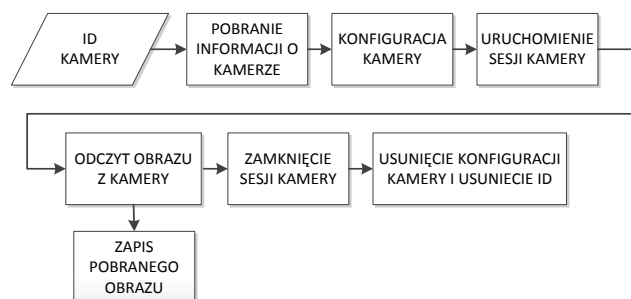 ID
KAMERY
POBRANIE
INFORMACJI O
KAMERZE
KONFIGURACJA
KAMERY
URUCHOMIENIE
SESJI KAMERY
ODCZYT OBRAZU
Z KAMERY
ZAMKNIĘCIE
SESJI KAMERY
USUNIĘCIE KONFIGURACJI
KAMERY I USUNIECIE ID
ZAPIS
POBRANEGO
OBRAZU